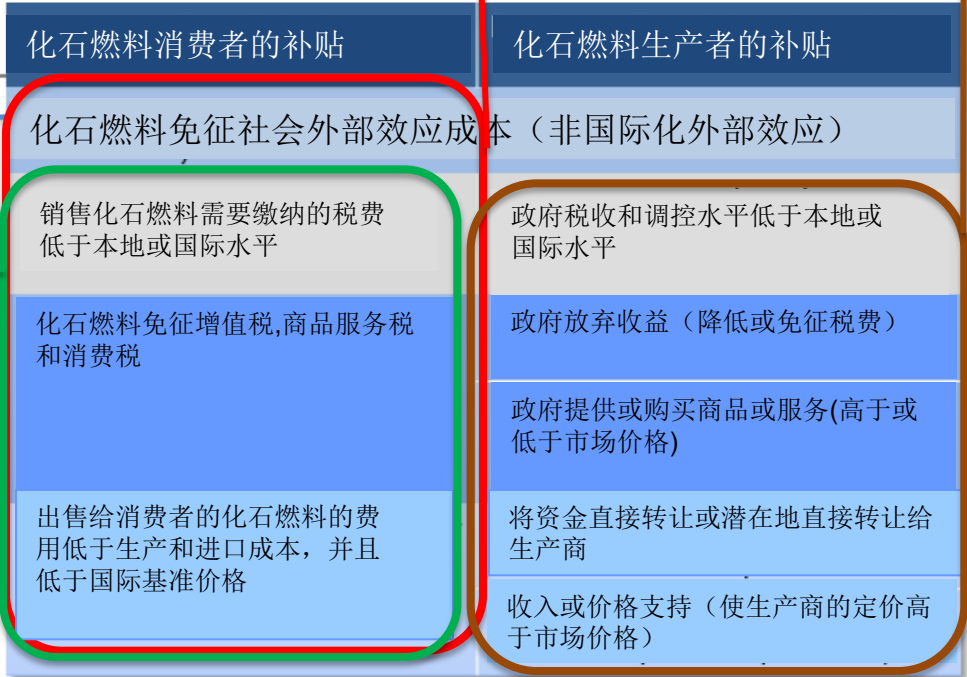 化石燃料消费者的补贴
化石燃料生产者的补贴
化石燃料免征社会外部效应成本（非国际化外部效应）
销售化石燃料需要缴纳的税费
低于本地或国际水平
政府税收和调控水平低于本地或
国际水平
化石燃料免征增值税,商品服务税
和消费税
政府放弃收益（降低或免征税费）
政府提供或购买商品或服务(高于或
低于市场价格)
出售给消费者的化石燃料的费
用低于生产和进口成本，并且
低于国际基准价格
将资金直接转让或潜在地直接转让给
生产商
收入或价格支持（使生产商的定价高
于市场价格）